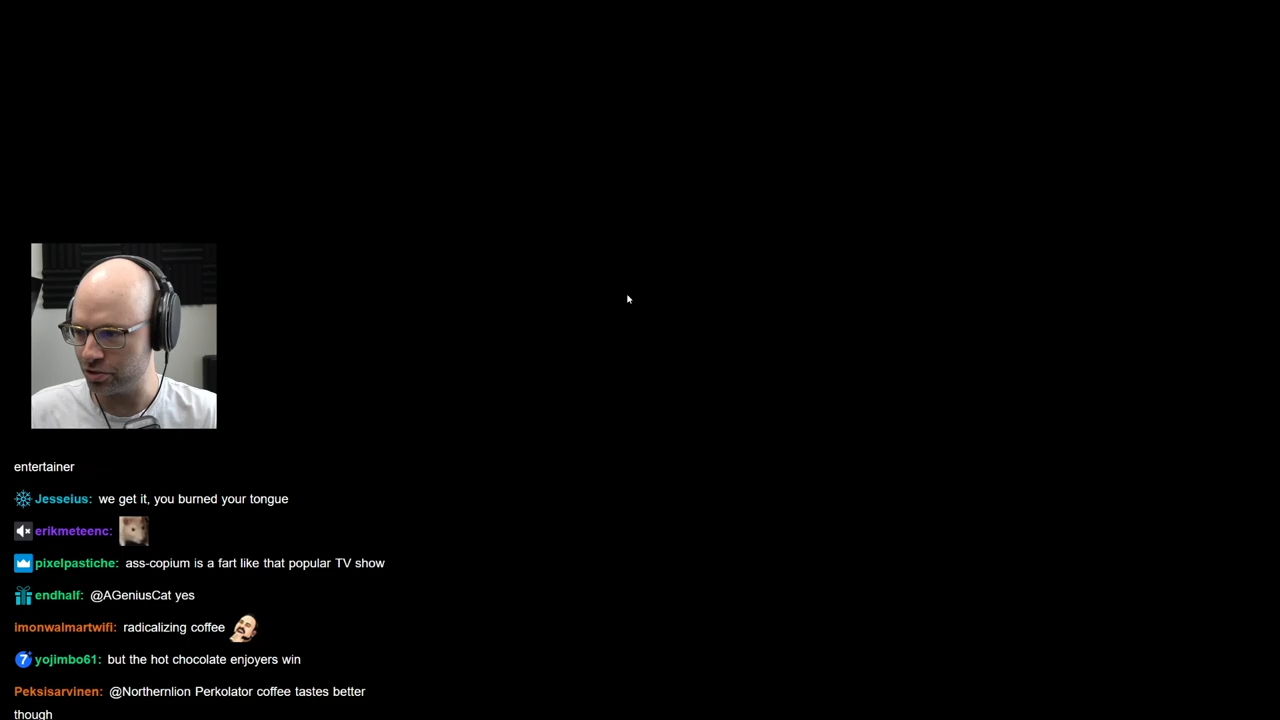 entertainer
Jesseius: we get it, you burned your tongue
erikmeteenc:
pixelpastiche: ass-copium is a fart like that popular TV show
endhalf: @AGeniusCat yes
imonwalmartwifi: radicalizing coffee
7 yojimbo61: but the hot chocolate enjoyers win
Peksisarvinen: @Northernlion Perkolator coffee tastes better
though